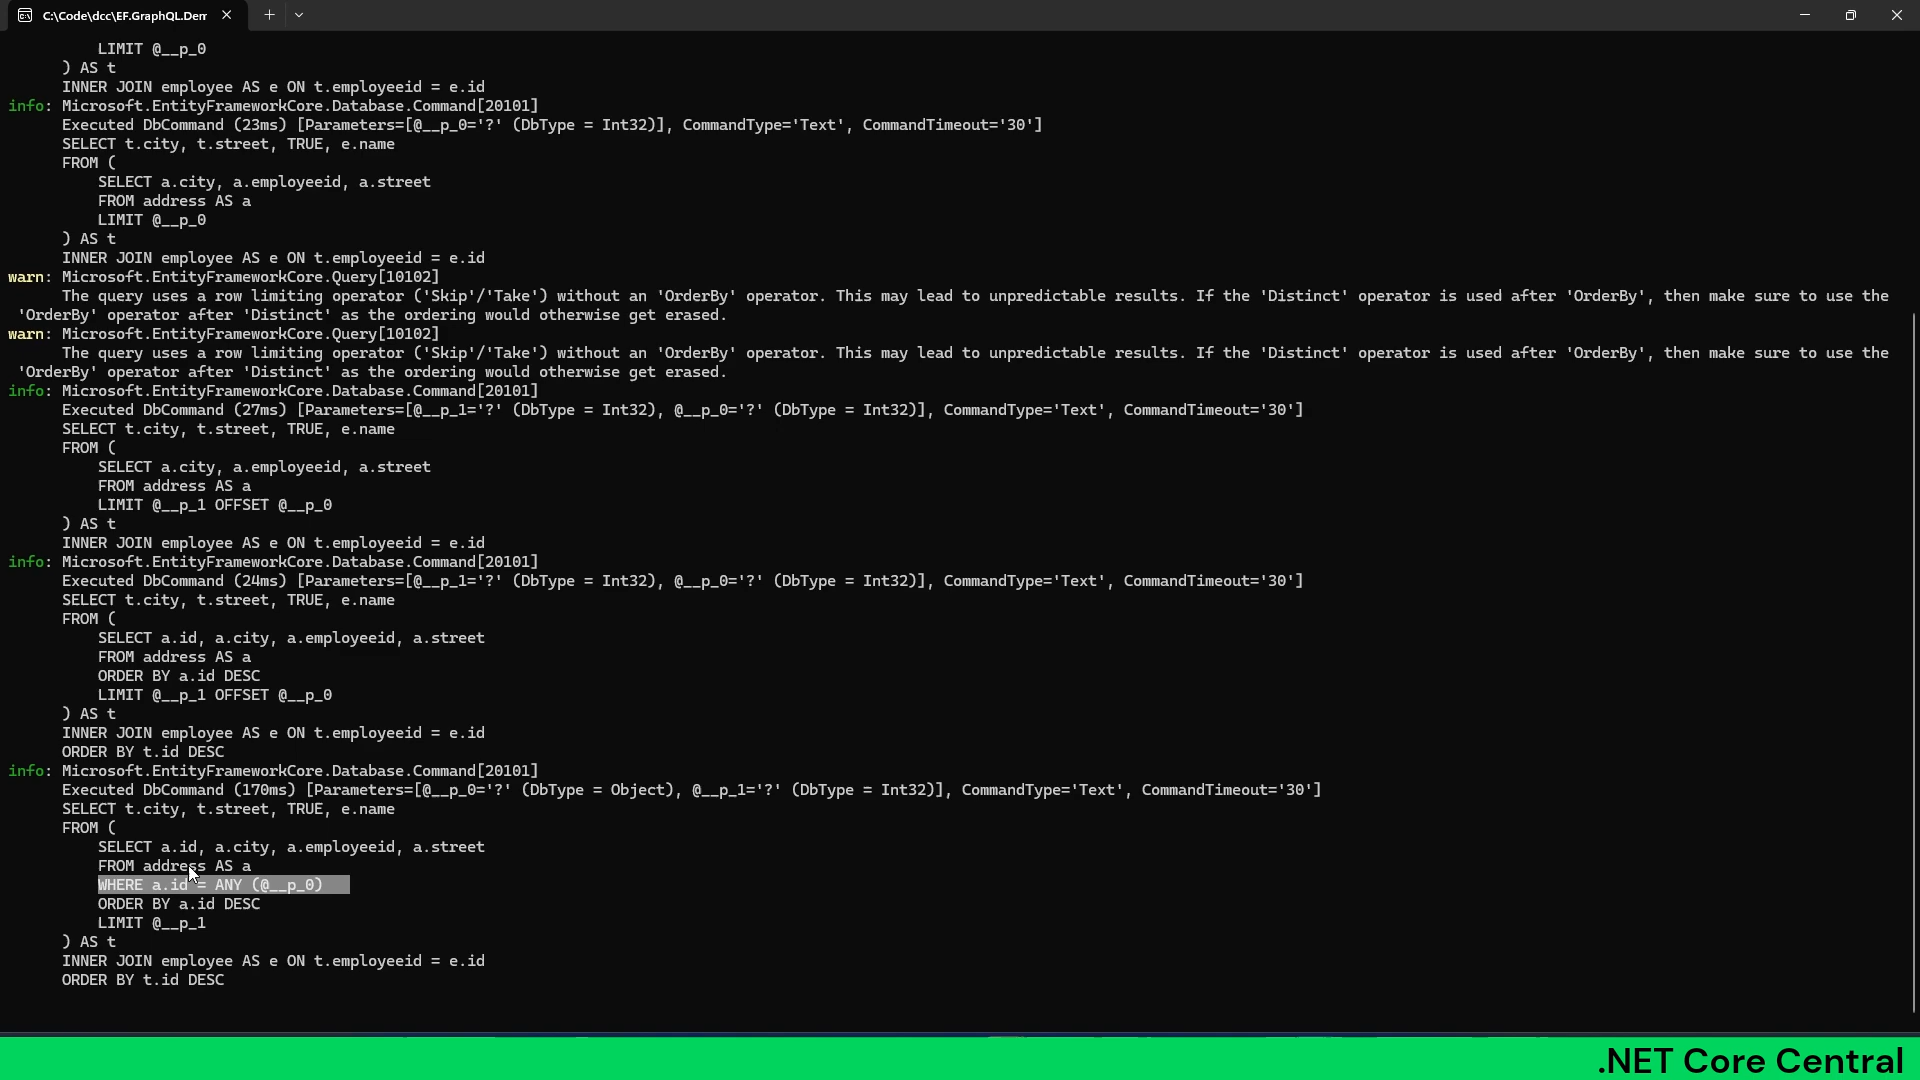 C:\Code\dcc\EF.GraphQL.Dem
LIMIT @__p_0
) AS t
INNER JOIN employee AS e ON t.employeeid = e.id
info: Microsoft.EntityFrameworkCore.Database.Command[20101]
Executed DbCommand (23ms) [Parameters=[@__p_0='?' (DbType = Int32)], CommandType='Text', CommandTimeout='30']
SELECT t.city, t.street, TRUE, e.name
FROM (
SELECT a.city, a.employeeid, a.street
FROM address AS a
LIMIT @__p_0
) AS t
INNER JOIN employee AS e ON t.employeeid = e.id
warn: Microsoft.EntityFrameworkCore.Query[10102]
The query uses a row limiting operator ('Skip'/'Take') without an 'OrderBy' operator. This may lead to unpredictable results. If the 'Distinct' operator is used after 'OrderBy', then make sure to use the
'OrderBy' operator after 'Distinct' as the ordering would otherwise get erased.
warn: Microsoft.EntityFrameworkCore.Query[10102]
The query uses a row limiting operator ('Skip'/'Take') without an 'OrderBy' operator. This may lead to unpredictable results. If the 'Distinct' operator is used after 'OrderBy', then make sure to use the
'OrderBy' operator after 'Distinct' as the ordering would otherwise get erased.
info: Microsoft.EntityFrameworkCore.Database.Command[20101]
Executed DbCommand (27ms) [Parameters=[@__p_1='?' (DbType = Int32), @__p_0='?' (DbType = Int32)], CommandType='Text', CommandTimeout='30']
SELECT t.city, t.street, TRUE, e.name
FROM (
SELECT a.city, a.employeeid, a.street
FROM address AS a
LIMIT @__p_1 OFFSET @__p_0
) AS t
INNER JOIN employee AS e ON t.employeeid = e.id
info: Microsoft.EntityFrameworkCore.Database.Command[20101]
Executed DbCommand (24ms) [Parameters=[@__p_1='?' (DbType = Int32), @__p_0='?' (DbType = Int32)], CommandType='Text', CommandTimeout='30']
SELECT t.city, t.street, TRUE, e.name
FROM (
SELECT a.id, a.city, a.employeeid, a.street
FROM address AS a
ORDER BY a.id DESC
LIMIT @__p_1 OFFSET @__p_0
) AS t
INNER JOIN employee AS e ON t.employeeid = e.id
ORDER BY t.id DESC
info: Microsoft.EntityFrameworkCore.Database.Command[20101]
Executed DbCommand (170ms) [Parameters=[@__p_0='?' (DbType = Object), @__p_1='?' (DbType = Int32)], CommandType='Text', CommandTimeout='30']
SELECT t.city, t.street, TRUE, e.name
FROM (
SELECT a.id, a.city, a.employeeid, a.street
FROM address AS a
WHERE a.id = ANY (@__p_0)
ORDER BY a.id DESC
LIMIT @__p_1
) AS t
INNER JOIN employee AS e ON t.employeeid = e.id
ORDER BY t.id DESC
.NET Core Central